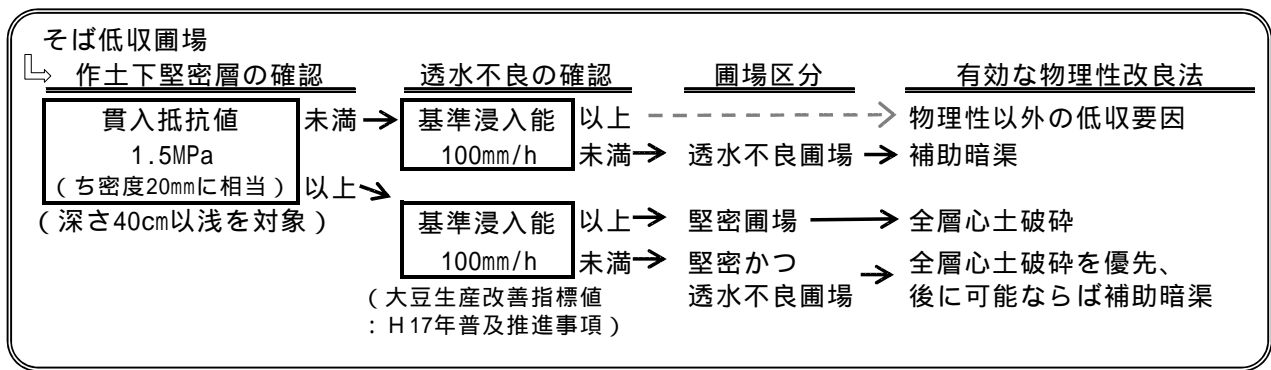 そば低収圃場
作土下堅密層の確認 透水不良の確認 圃場区分 有効な物理性改良法
貫入抵抗値 未満 基準浸入能 以上 物理性以外の低収要因
1.5MPa 100mm/h 未満 透水不良圃場 補助暗渠
(ち密度20㎜に相当) 以上
(深さ40㎝以浅を対象) 基準浸入能 以上 堅密圃場 全層心土破砕
100mm/h 未満 堅密かつ 全層心土破砕を優先、
透水不良圃場 後に可能ならば補助暗渠
(大豆生産改善指標値
:H17年普及推進事項)